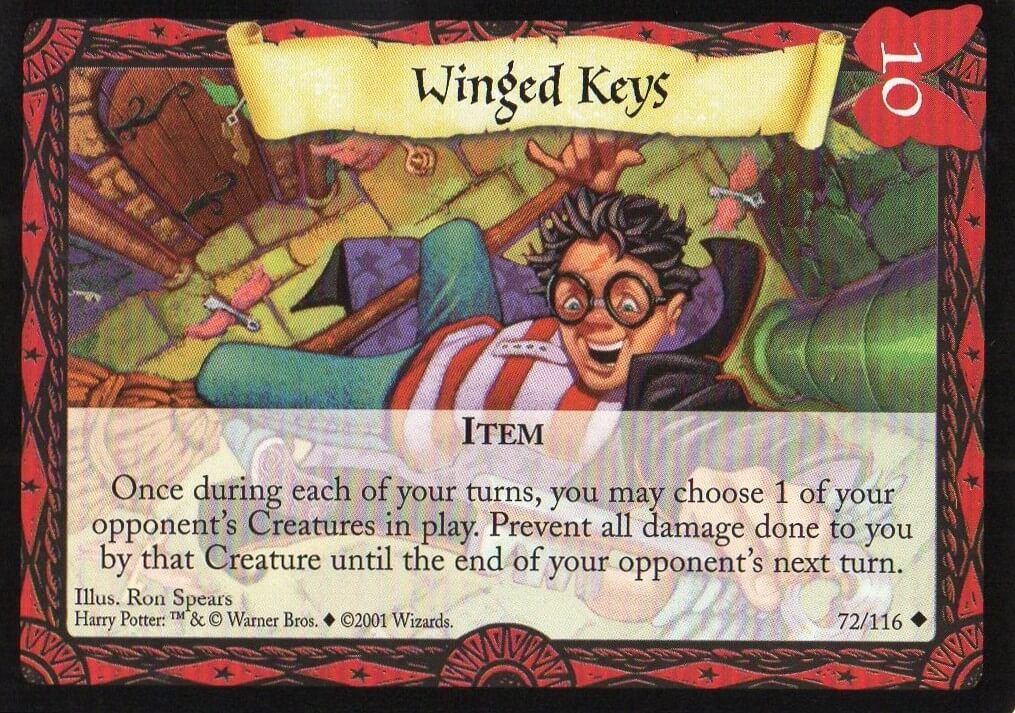 Winged Keys
10
ITEM
Once during each of your turns, you may choose 1 of your
opponent's Creatures in play. Prevent all damage done to you
by that Creature until the end of your opponent's next turn.
Illus. Ron Spears
Harry Potter: ™ & © Warner Bros. ◆ ©2001 Wizards.
72/116 ◆